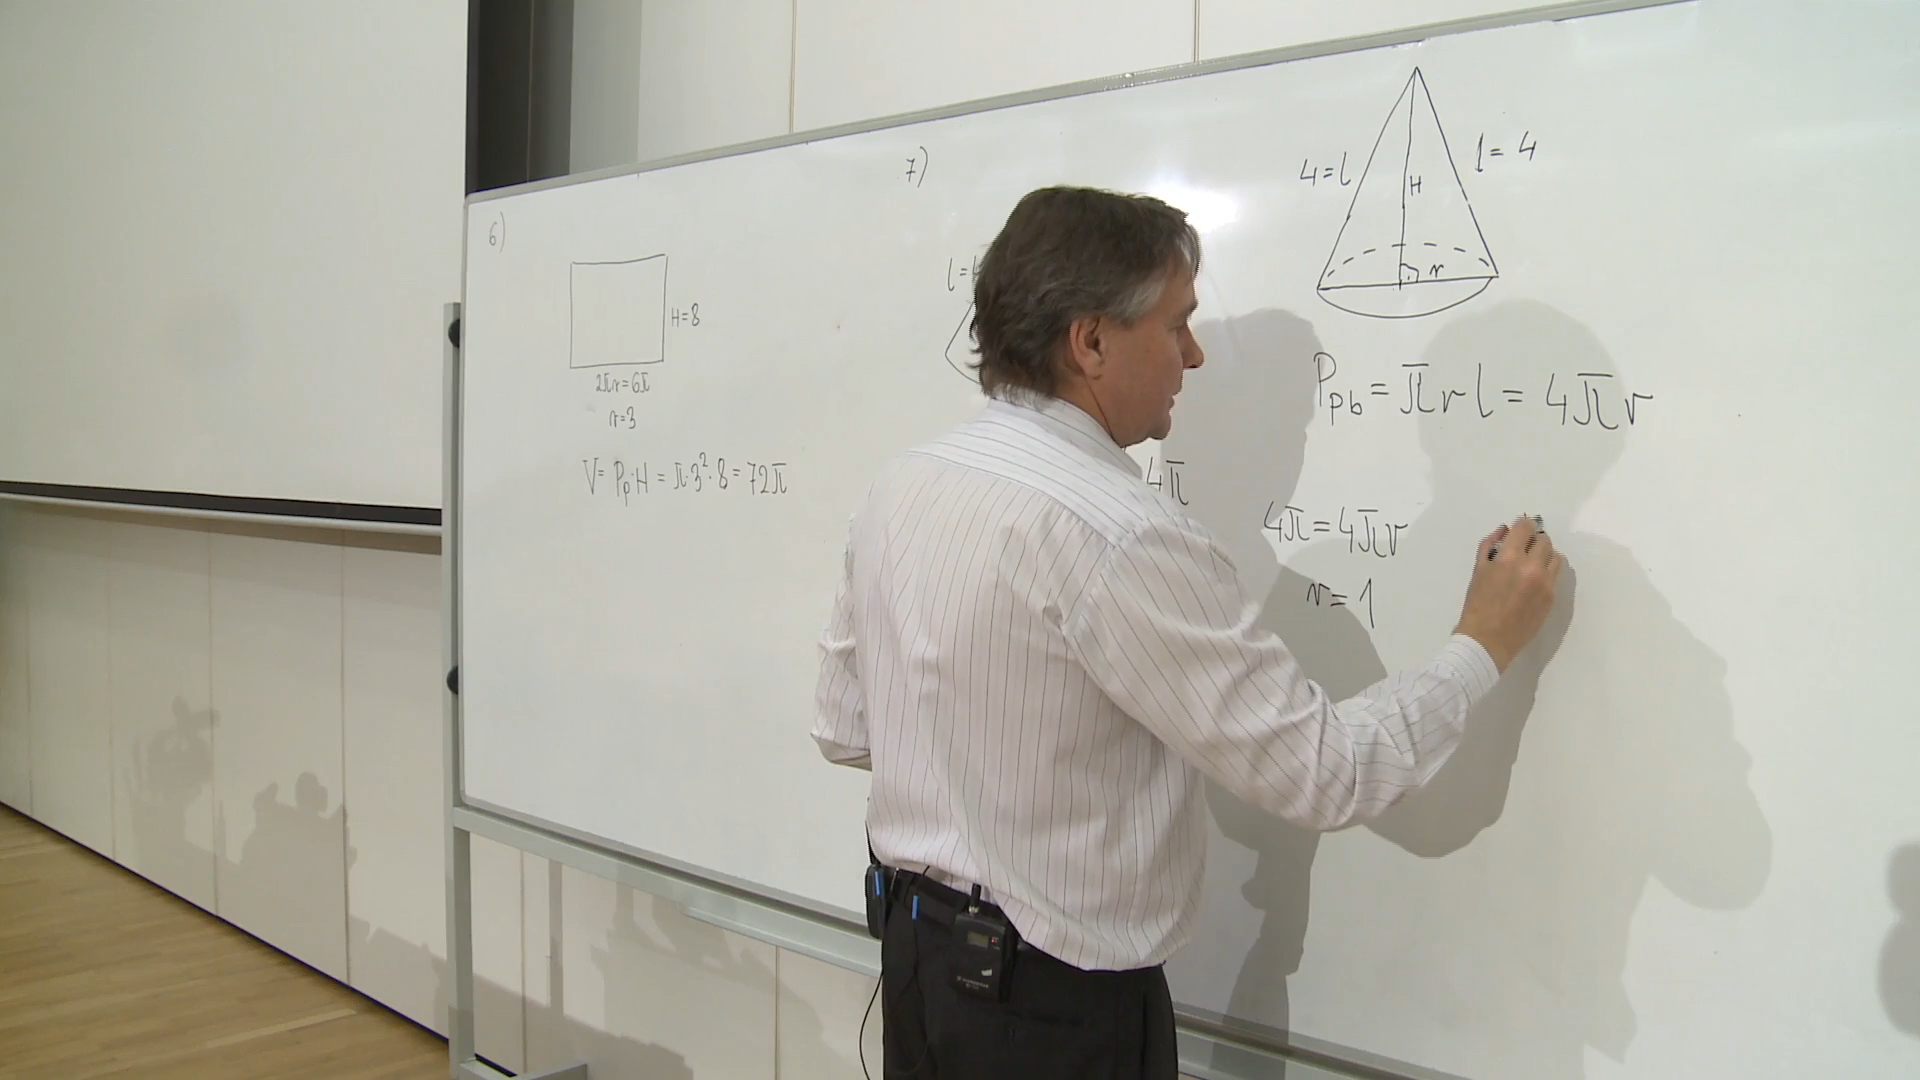 6)
H=8
2πr=6π
r=3
V= Pp·H = π·3²·8 = 72π
7)
l=
4π
4=l
l=4
H
r
Ppb = πrl = 4πr
4π=4πr
r=1